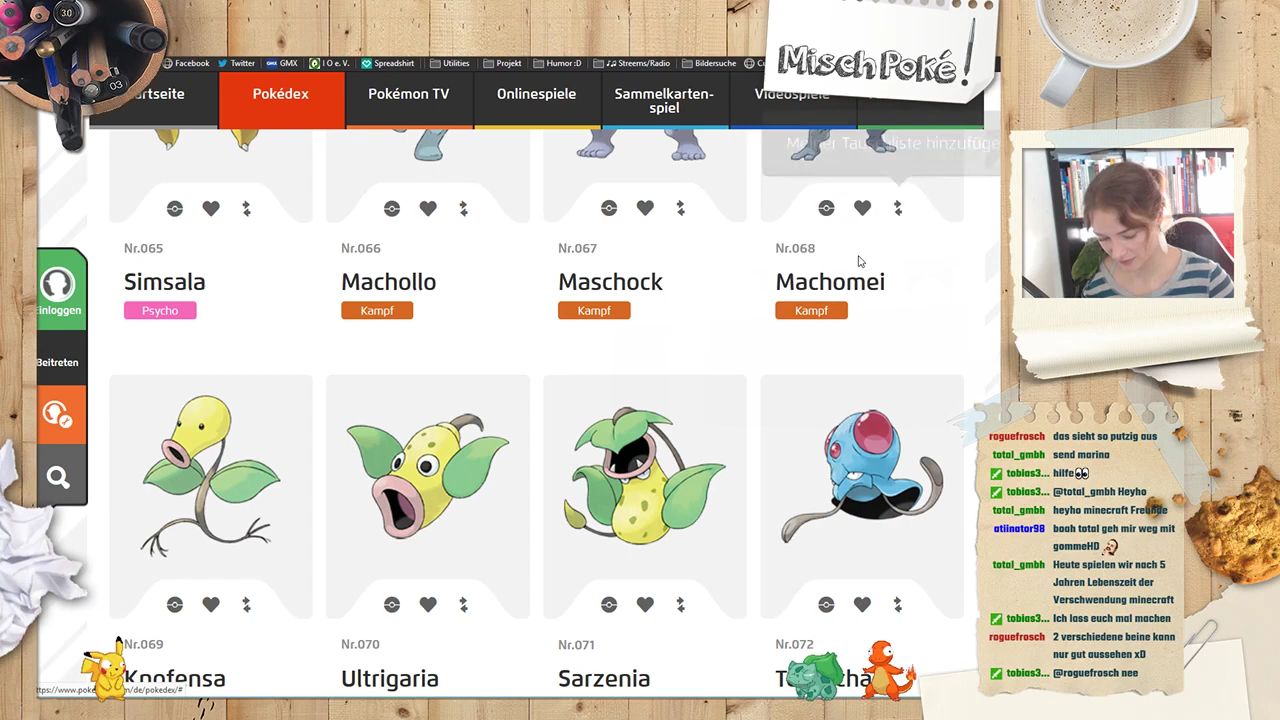 3.0
03
Facebook
Twitter
GMX
I O e. V.
Spreadshirt
Utilities
Projekt
Humor :D
Streems/Radio
Bildersuche
MischPoké!
Pokédex
Pokémon TV
Onlinespiele
Sammelkarten-
spiel
Videospiele
Nr.065
Nr.066
Nr.067
Nr.068
Simsala
Machollo
Maschock
Machomei
Psycho
Kampf
Kampf
Kampf
Einloggen
Beitreten
Nr.069
Nr.070
Nr.071
Nr.072
Knofensa
Ultrigaria
Sarzenia
roguefrosch das sieht so putzig aus
total_gmbh send marina
tobias3... hilfe
tobias3... @total_gmbh Heyho
total_gmbh heyho minecraft Freunde
atiinator98 boah total geh mir weg mit
gommeHD
total_gmbh Heute spielen wir nach 5
Jahren Lebenszeit der
Verschwendung minecraft
tobias3... Ich lass euch mal machen
roguefrosch 2 verschiedene beine kann
nur gut aussehen xD
tobias3... @roguefrosch nee